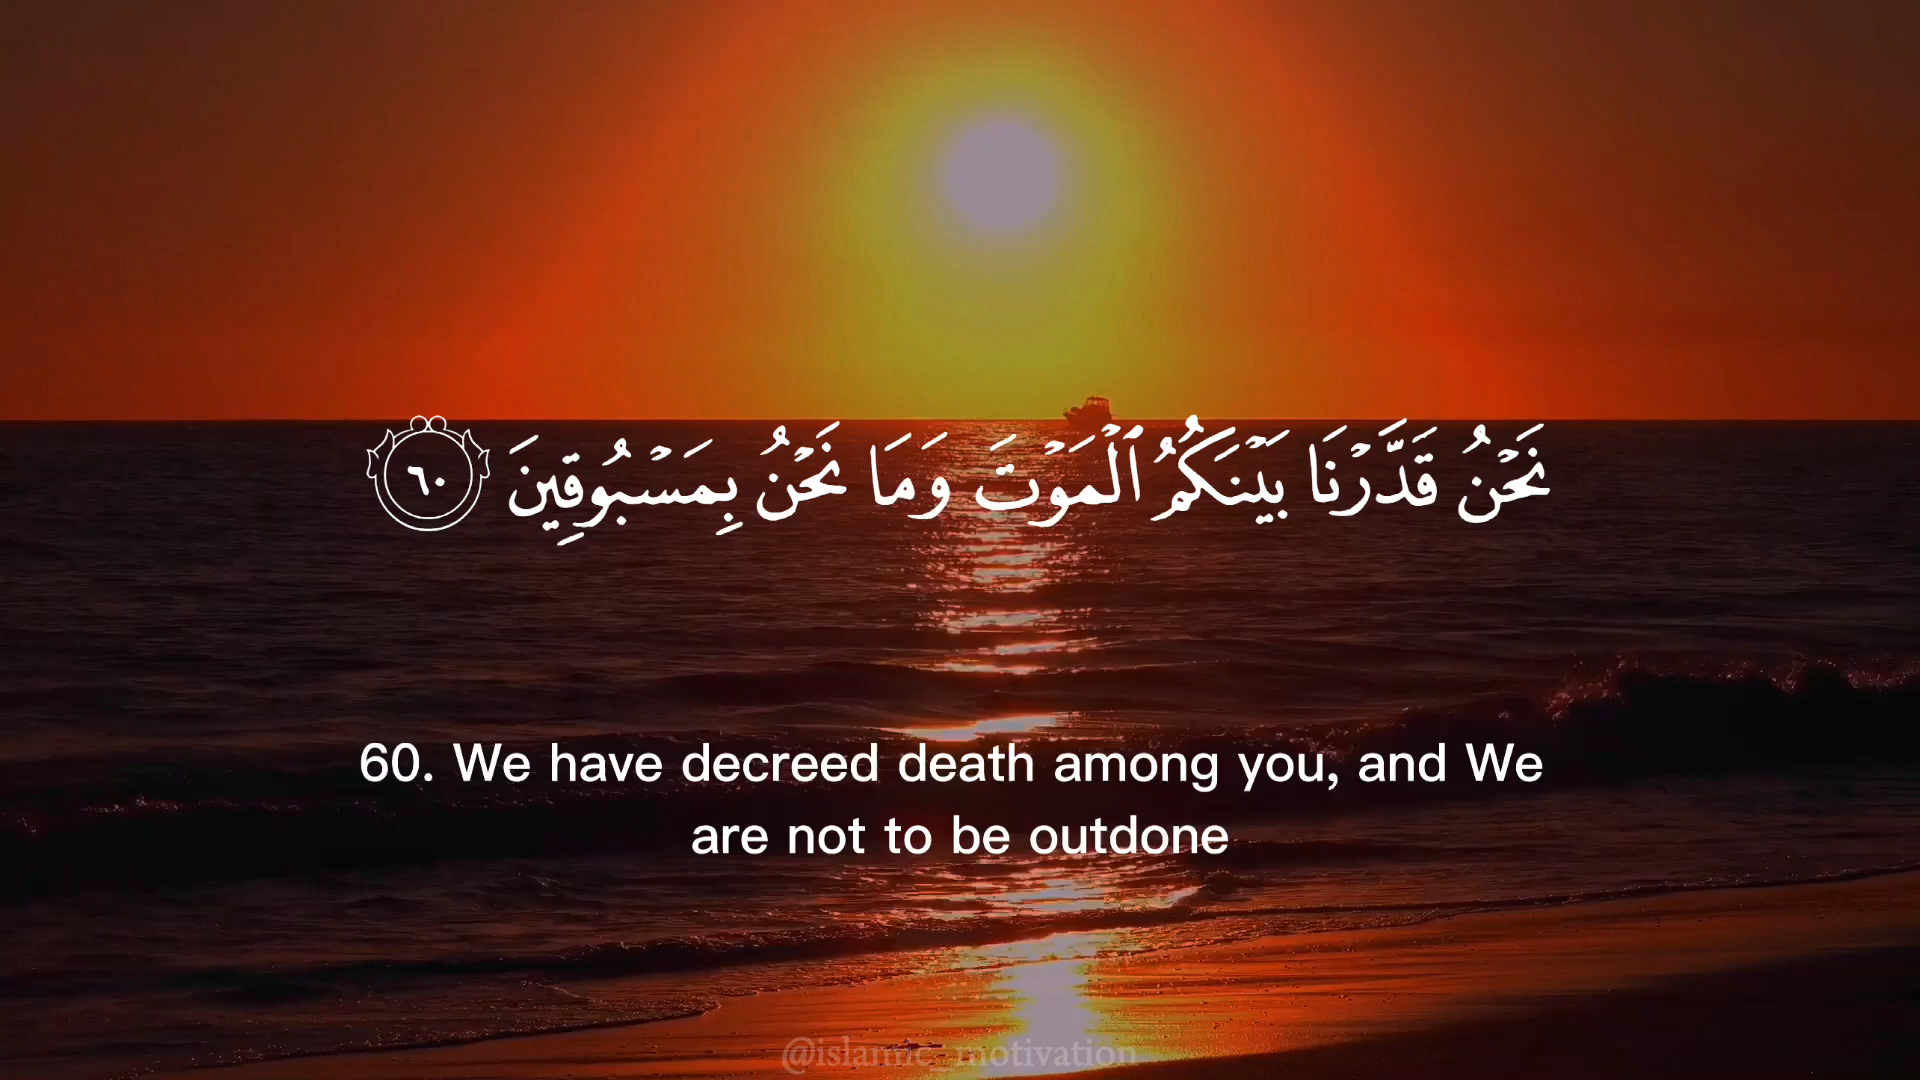 نَحْنُ قَدَّرْنَا بَيْنَكُمُ ٱلْمَوْتَ وَمَا نَحْنُ بِمَسْبُوقِينَ ٦٠
60. We have decreed death among you, and We
are not to be outdone
@islamic_motivation